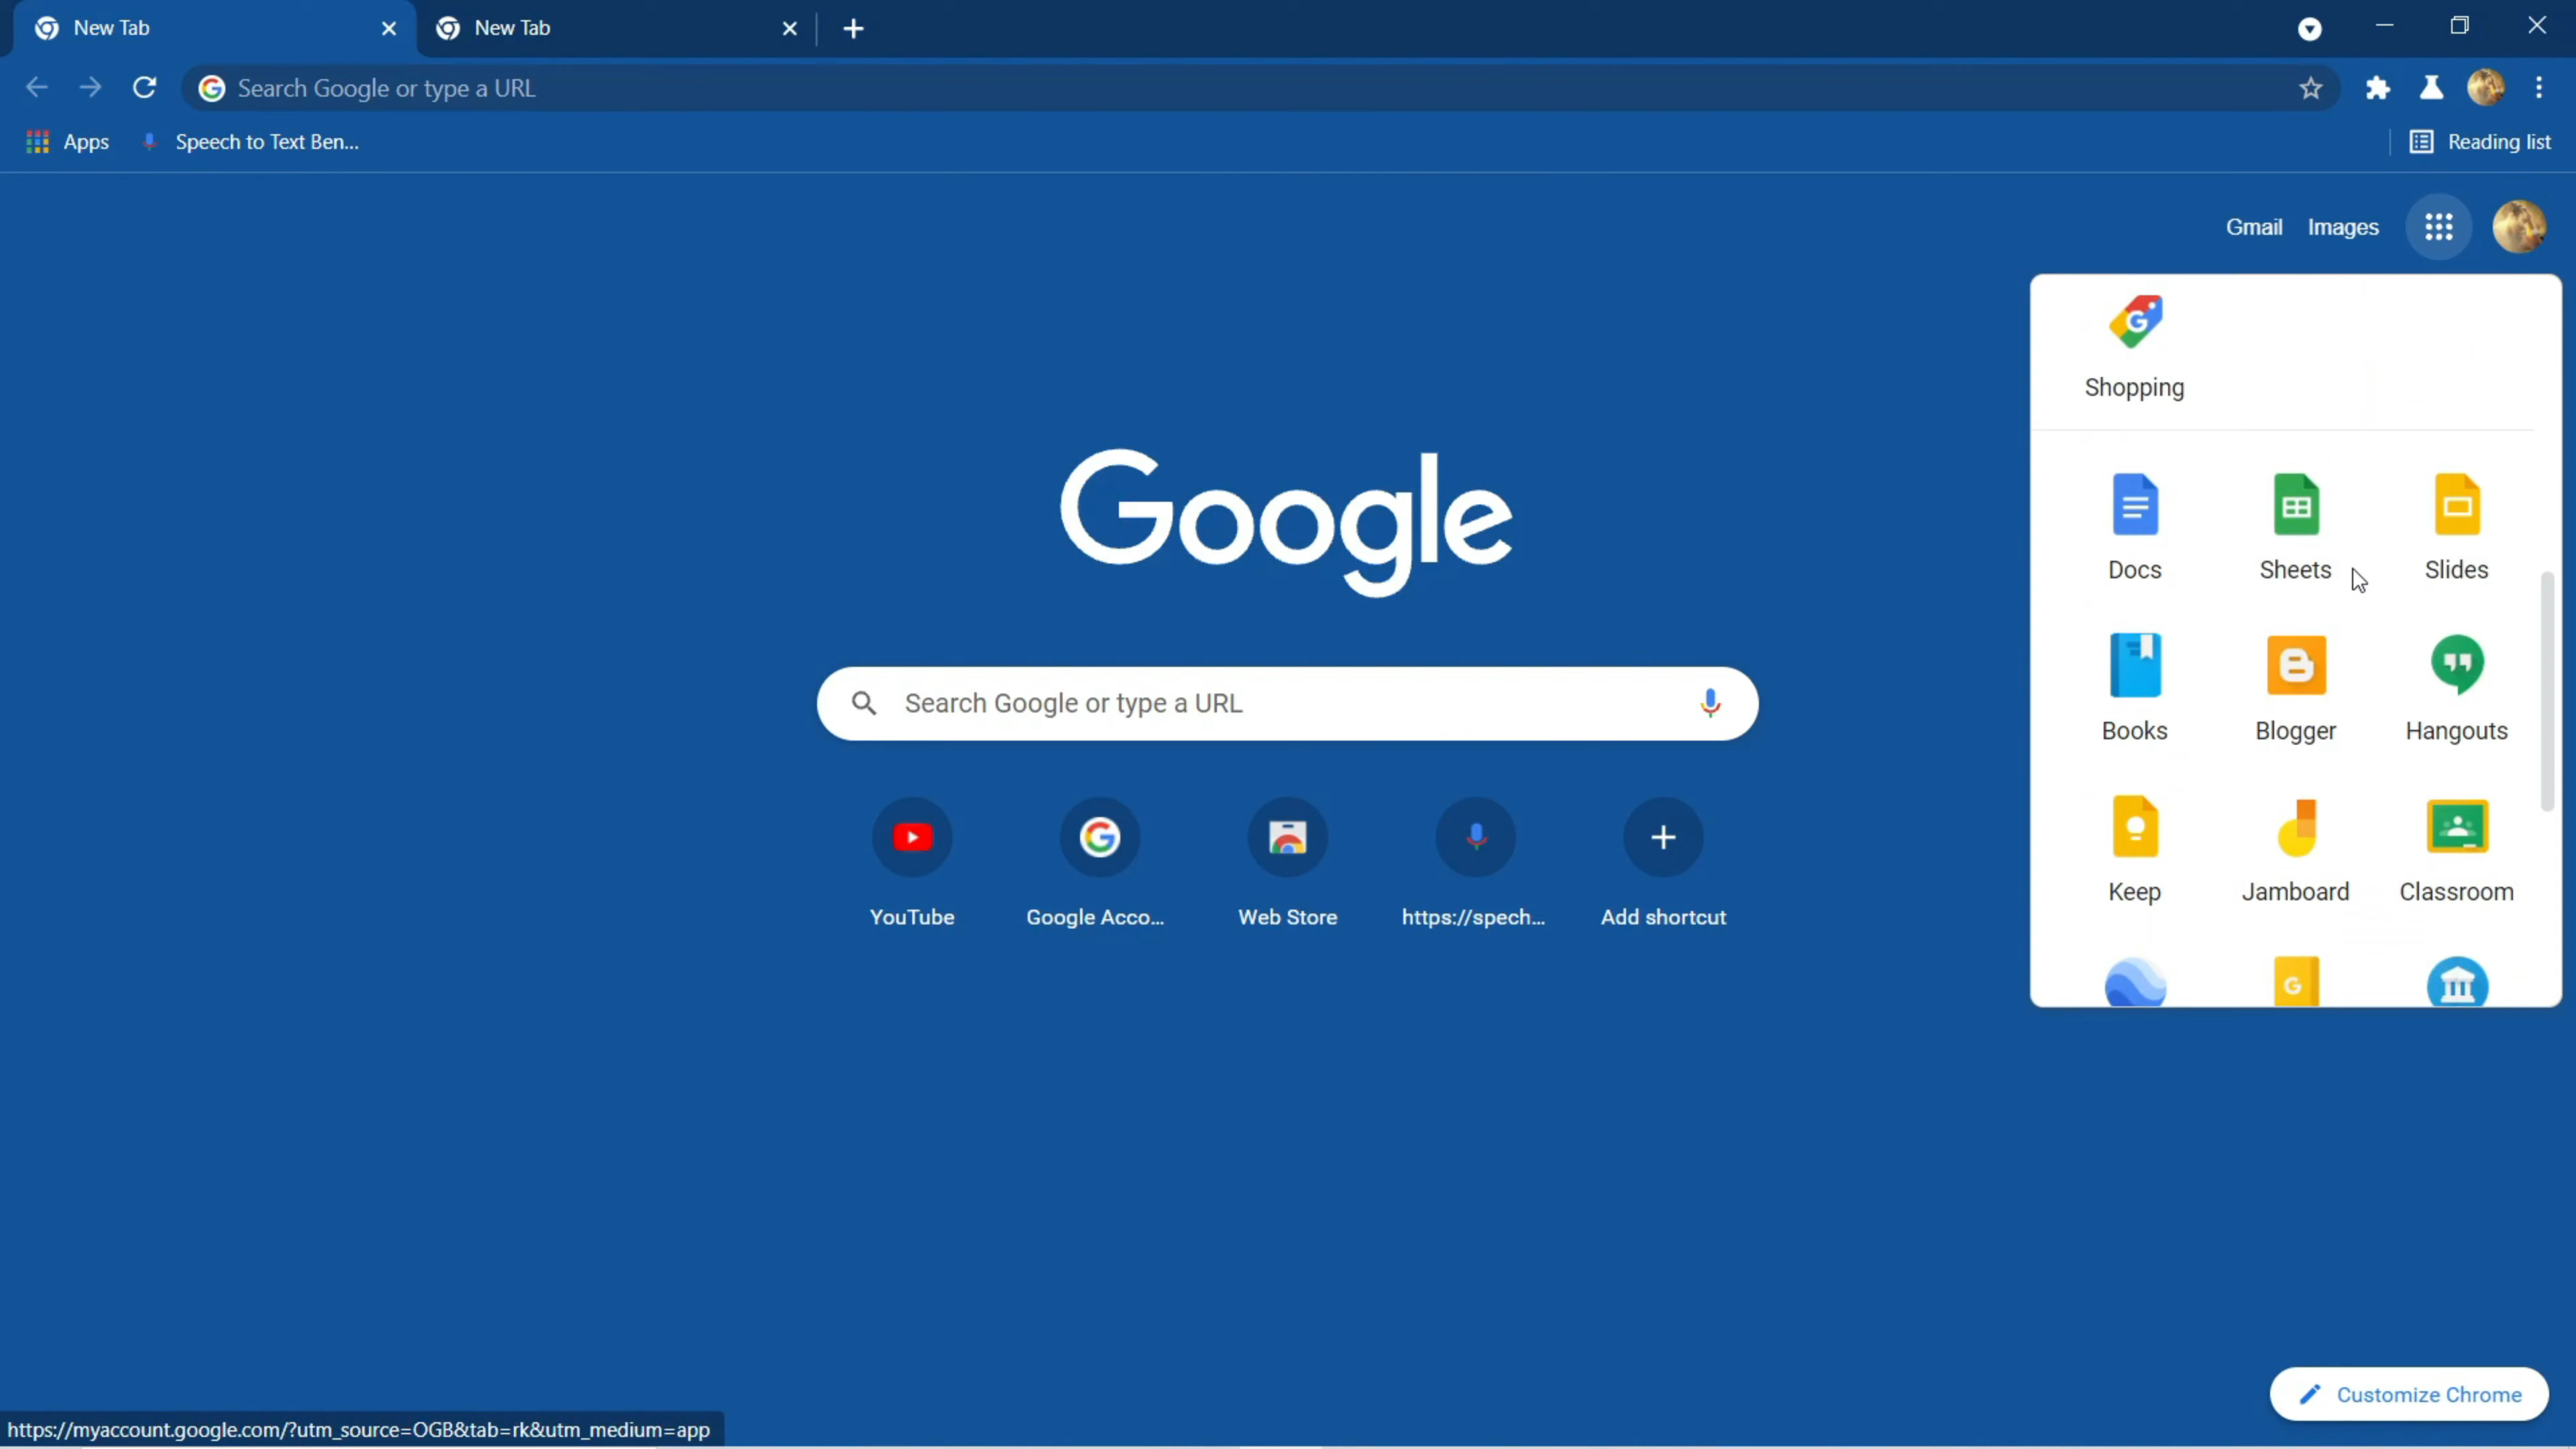 New Tab
New Tab
Search Google or type a URL
Apps
Speech to Text Ben...
Reading list
Gmail
Images
Google
Search Google or type a URL
YouTube
Google Acco...
Web Store
https://spech...
Add shortcut
Shopping
Docs
Sheets
Slides
Books
Blogger
Hangouts
Keep
Jamboard
Classroom
Customize Chrome
https://myaccount.google.com/?utm_source=OGB&tab=rk&utm_medium=app